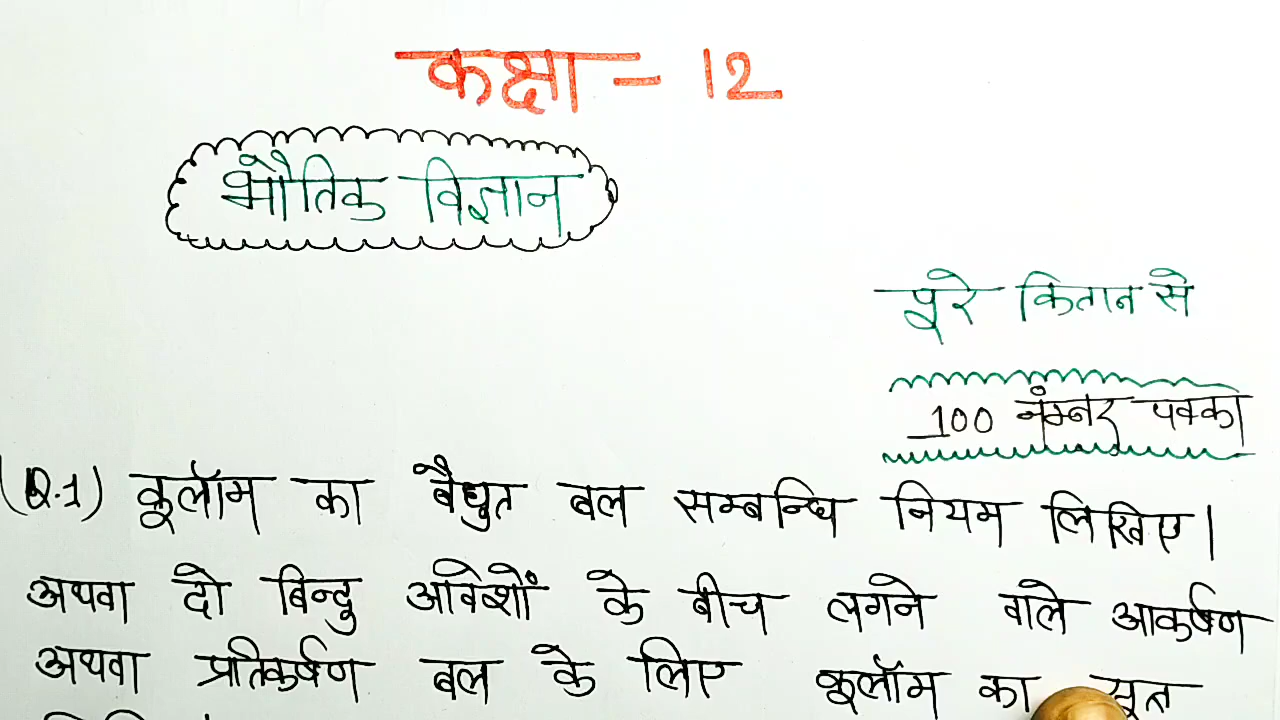 कक्षा - 12
भौतिक विज्ञान
पूरे किताब से
100 नंम्बर पक्का
(Q.1) कूलॉम का वैधुत बल सम्बन्धि नियम लिखिए।
अथवा दो बिन्दु आवेशों के बीच लगने वाले आकर्षण
अथवा प्रतिकर्षण बल के लिए कूलॉम का सूत्र